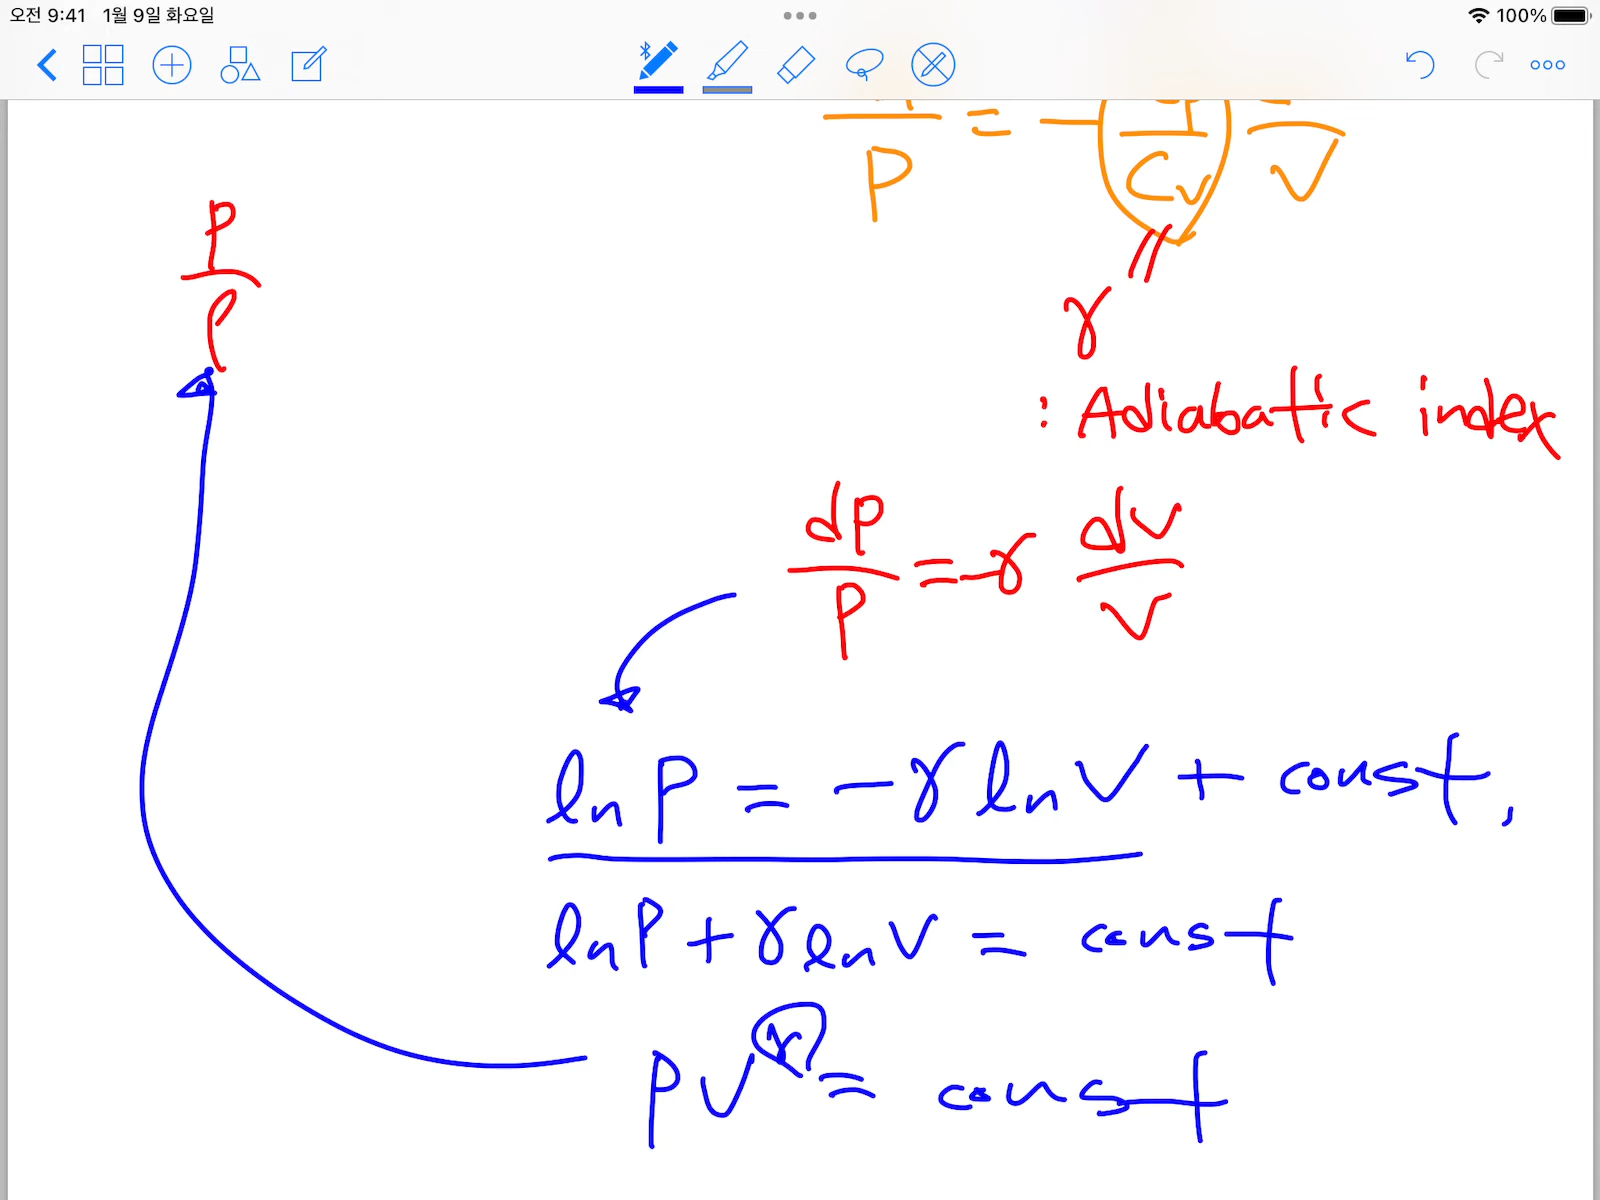 오전 9:41 1월 9일 화요일
100%
P = - Cp/Cv V
P/ρ
γ
: Adiabatic index
dP/P = -γ dV/V
ln P = -γ ln V + const,
ln P + γ ln V = const
PV^γ = const